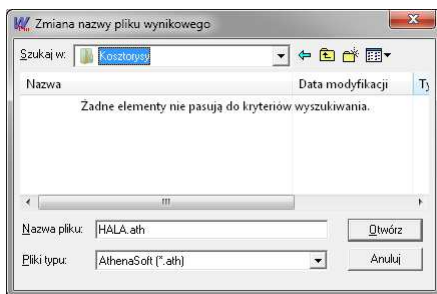 Zmiana nazwy pliku wynikowego
Szukaj w: Kosztorysy
Nazwa Data modyfikacji Ty
Żadne elementy nie pasują do kryteriów wyszukiwania.
Nazwa pliku: HALA.ath Otwórz
Pliki typu: AthenaSoft (*.ath) Anuluj